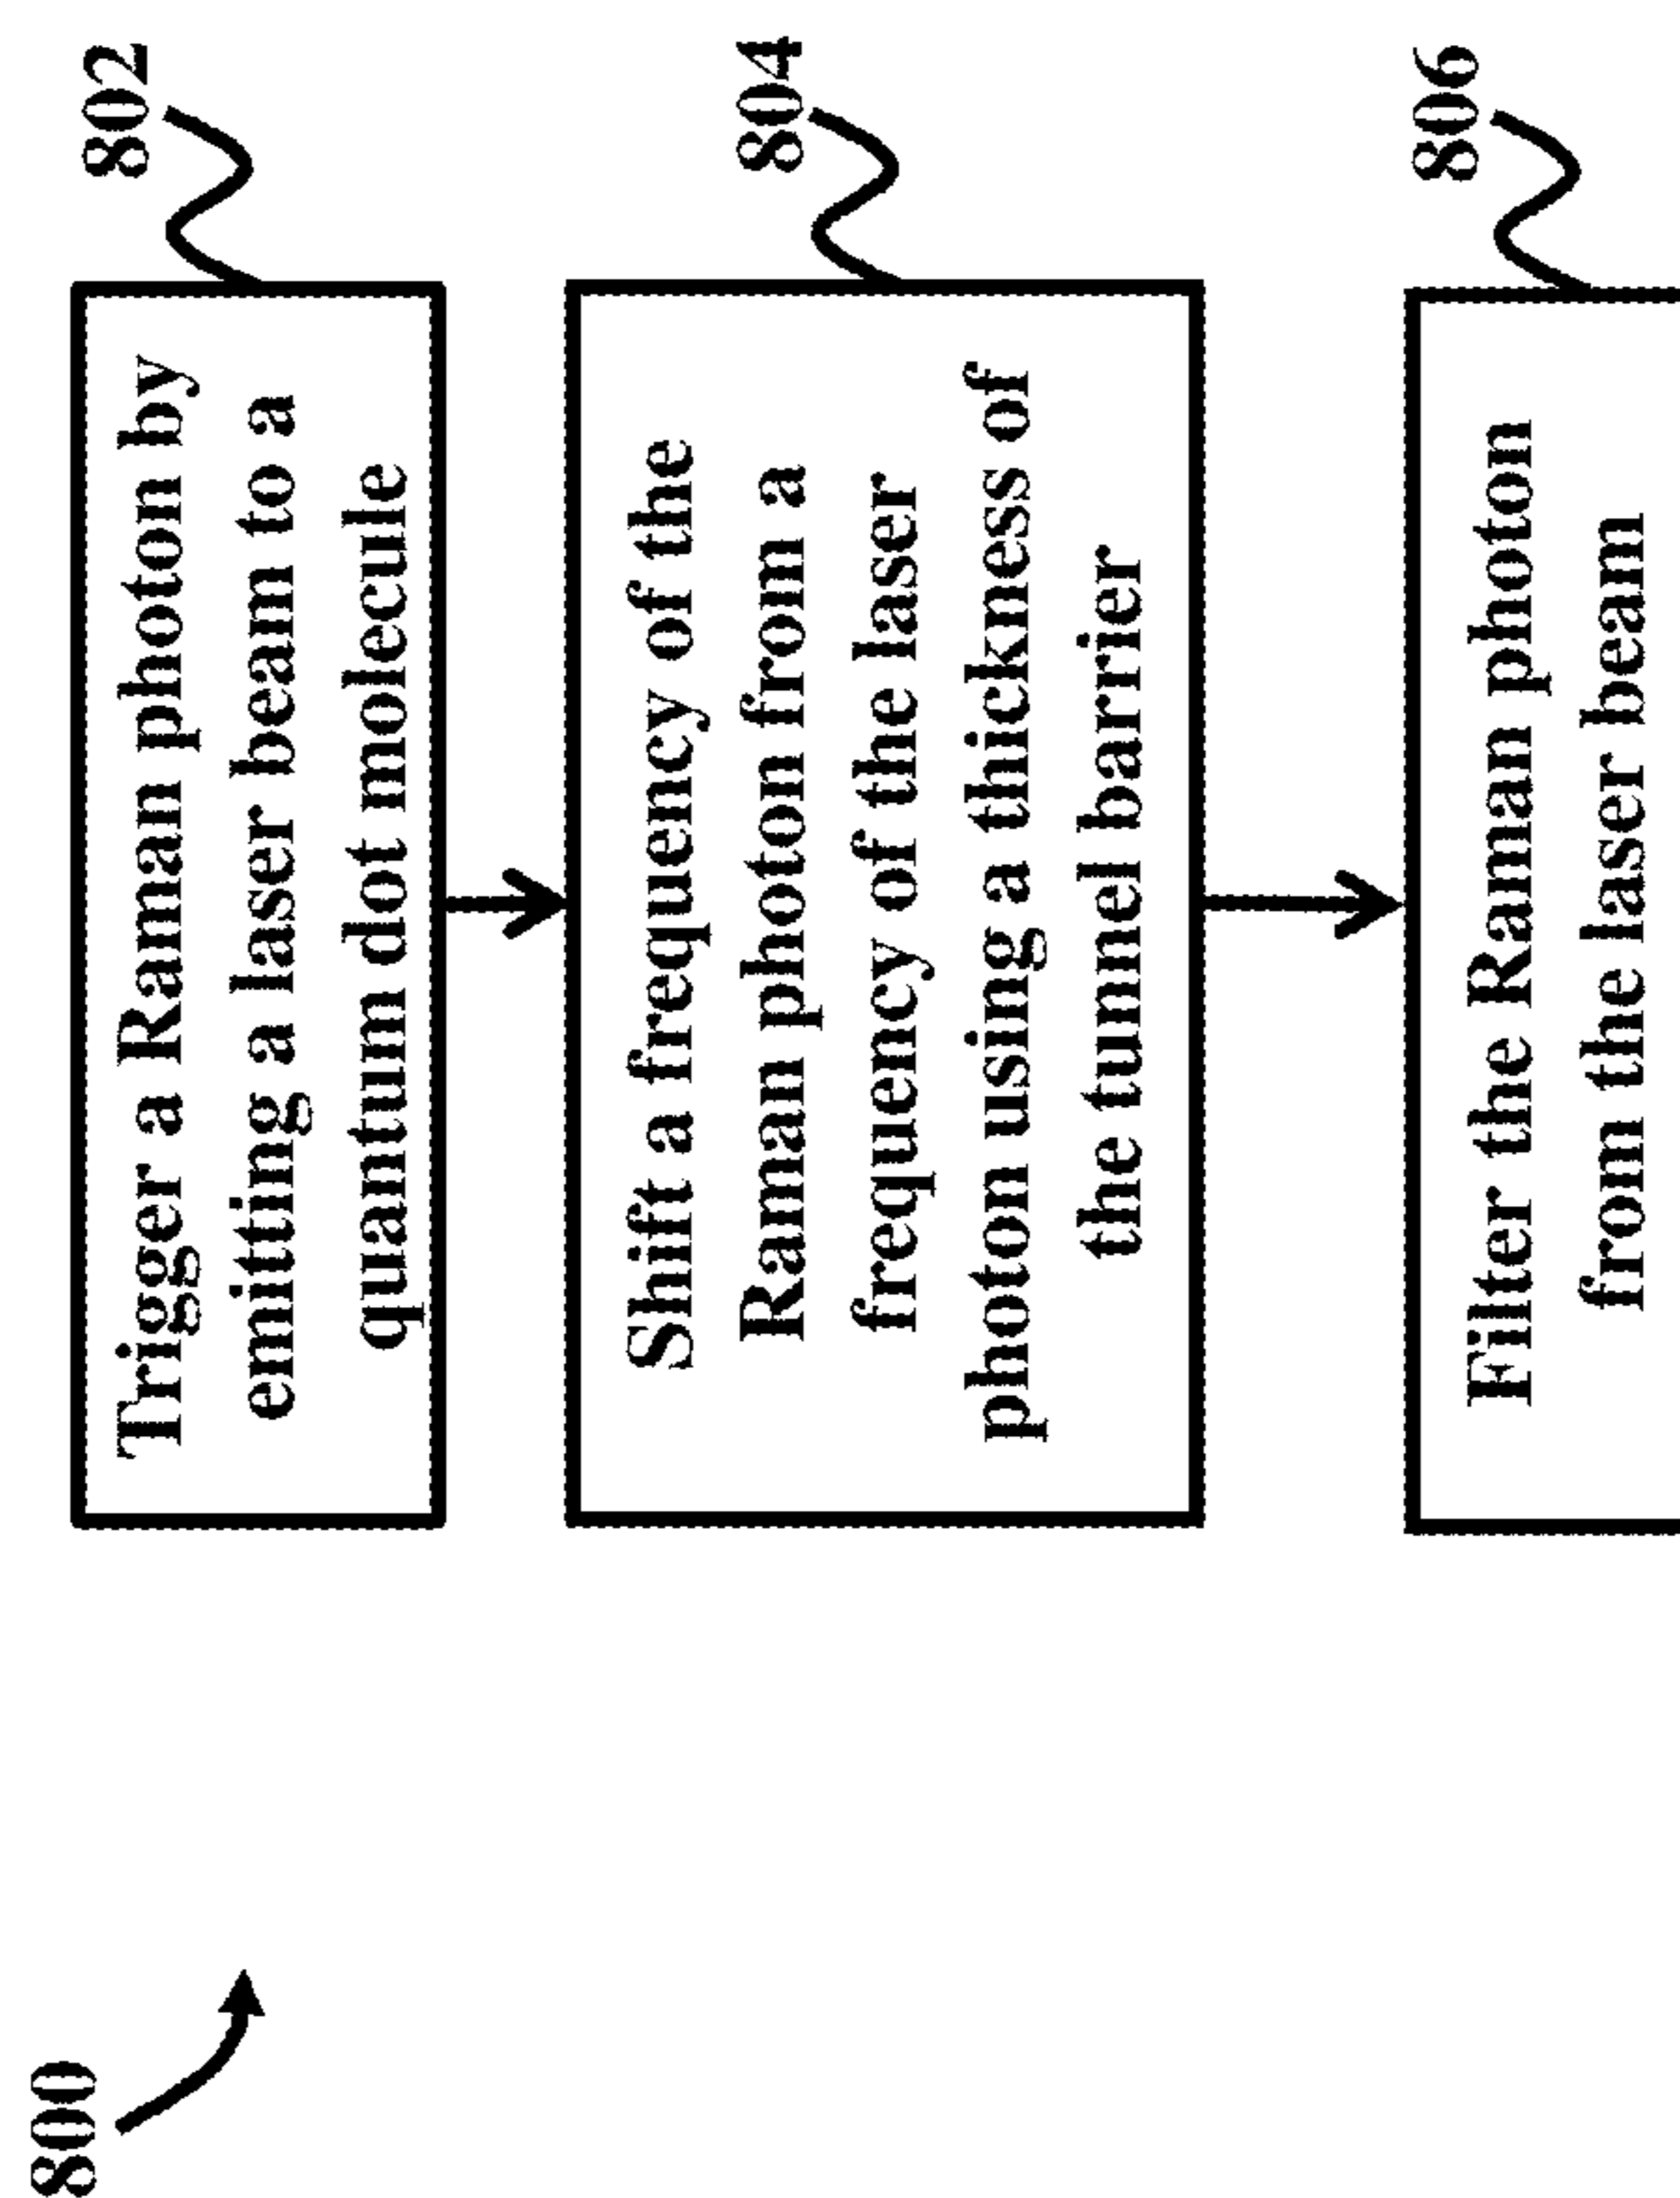 800
802
Trigger a Raman photon by
emitting a laser beam to a
quantum dot molecule
804
Shift a frequency of the
Raman photon from a
frequency of the laser
photon using a thickness of
the tunnel barrier
806
Filter the Raman photon
from the laser beam